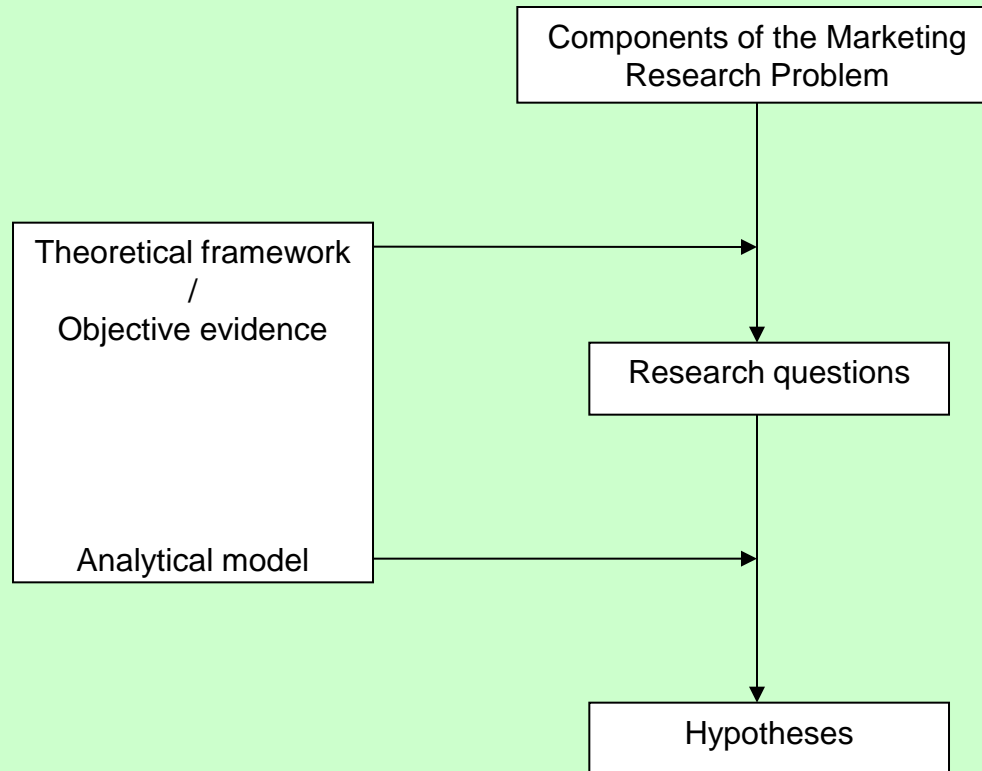 Components of the Marketing
Research Problem
Theoretical framework
/
Objective evidence
Research questions
Analytical model
Hypotheses